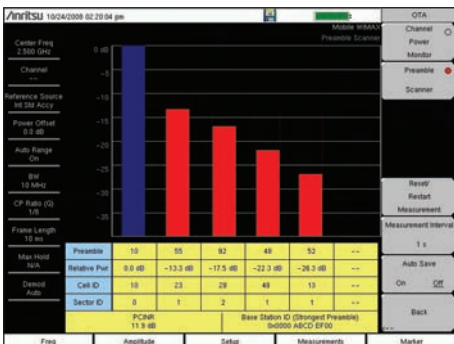 Anritsu 10/24/2008 02:20:04 pm
Mobile WiMAX
Preamble Scanner
Center Freq
2.500 GHz
Channel
--
Reference Source
Int Std Accy
Power Offset
0.0 dB
Auto Range
On
BW
10 MHz
CP Ratio (G)
1/8
Frame Length
10 ms
Max Hold
N/A
Demod
Auto
0 dB
-5
-10
-15
-20
-25
-30
-35
Preamble 10 55 82 48 52 --
Relative Pwr 0.0 dB -13.3 dB -17.5 dB -22.3 dB -26.3 dB --
Cell ID 10 23 28 48 13 --
Sector ID 0 1 2 1 1 --
PCINR
11.9 dB
Base Station ID (Strongest Preamble)
0x0000 ABCD EF00
OTA
Channel
Power
Monitor
Preamble
Scanner
Reset/
Restart
Measurement
Measurement Interval
1 s
Auto Save
On Off
Back
Freq Amplitude Setup Measurements Marker